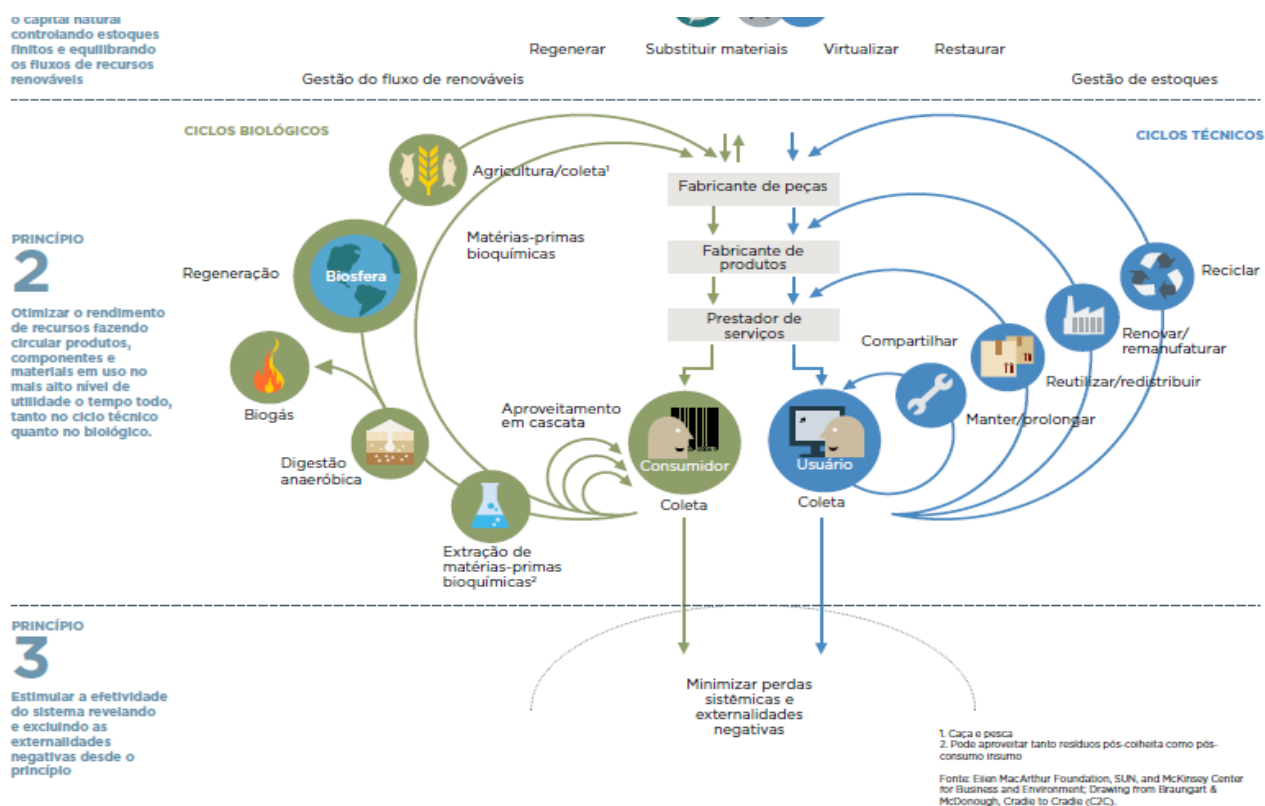 o capital natural
controlando estoques
finitos e equilibrando
os fluxos de recursos
renováveis
Regenerar
Substituir materiais
Virtualizar
Restaurar
Gestão do fluxo de renováveis
Gestão de estoques
CICLOS BIOLÓGICOS
CICLOS TÉCNICOS
Agricultura/coleta¹
Fabricante de peças
PRINCÍPIO
2
Otimizar o rendimento
de recursos fazendo
circular produtos,
componentes e
materiais em uso no
mais alto nível de
utilidade o tempo todo,
tanto no ciclo técnico
quanto no biológico.
Matérias-primas
bioquímicas
Fabricante de
produtos
Regeneração
Biosfera
Reciclar
Prestador de
serviços
Compartilhar
Renovar/
remanufaturar
Reutilizar/redistribuir
Biogás
Aproveitamento
em cascata
Manter/prolongar
Digestão
anaeróbica
Consumidor
Usuário
Coleta
Coleta
Extração de
matérias-primas
bioquímicas²
PRINCÍPIO
3
Estimular a efetividade
do sistema revelando
e excluindo as
externalidades
negativas desde o
princípio
Minimizar perdas
sistêmicas e
externalidades
negativas
1. Caça e pesca
2. Pode aproveitar tanto resíduos pós-colheita como pós-
consumo insumo
Fonte: Ellen MacArthur Foundation, SUN, and McKinsey Center
for Business and Environment; Drawing from Braungart &
McDonough, Cradle to Cradle (C2C).